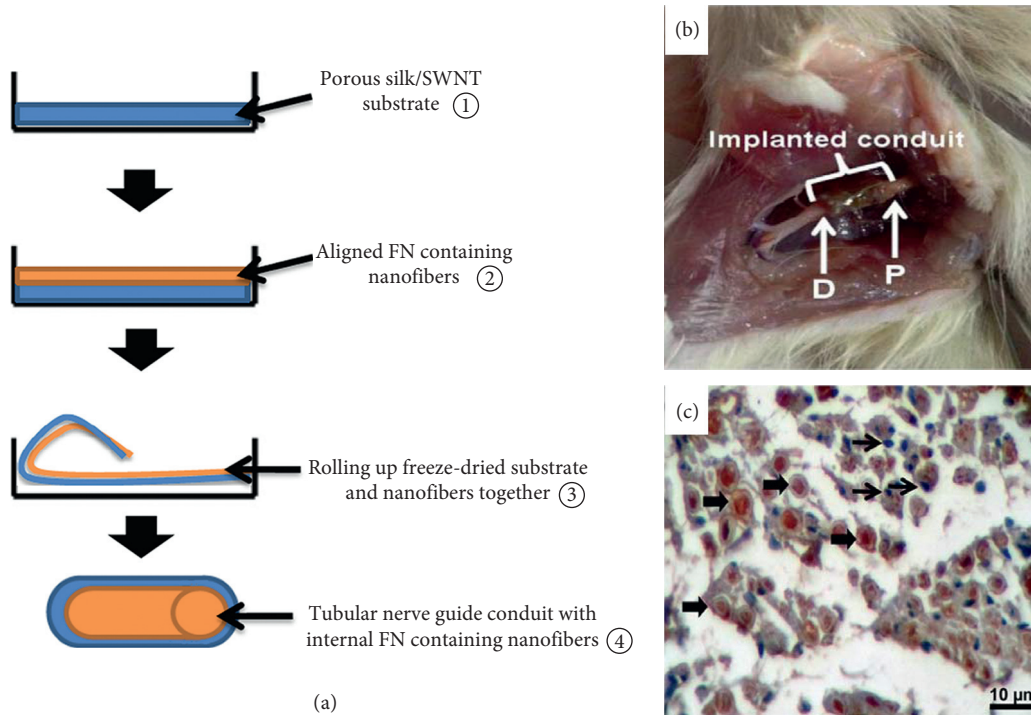 Porous silk/SWNT
substrate ①
Aligned FN containing
nanofibers ②
Rolling up freeze-dried substrate
and nanofibers together ③
Tubular nerve guide conduit with
internal FN containing nanofibers ④
(a)
(b)
Implanted conduit
D
P
(c)
10 μm